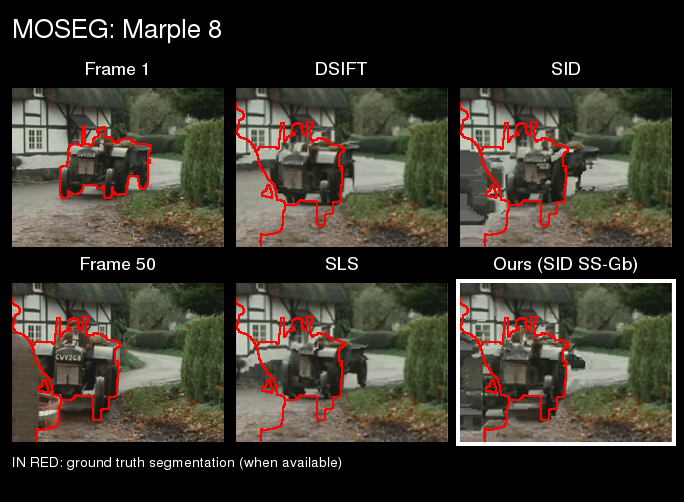 MOSEG: Marple 8
Frame 1
DSIFT
SID
Frame 50
SLS
Ours (SID SS-Gb)
CWV268
IN RED: ground truth segmentation (when available)